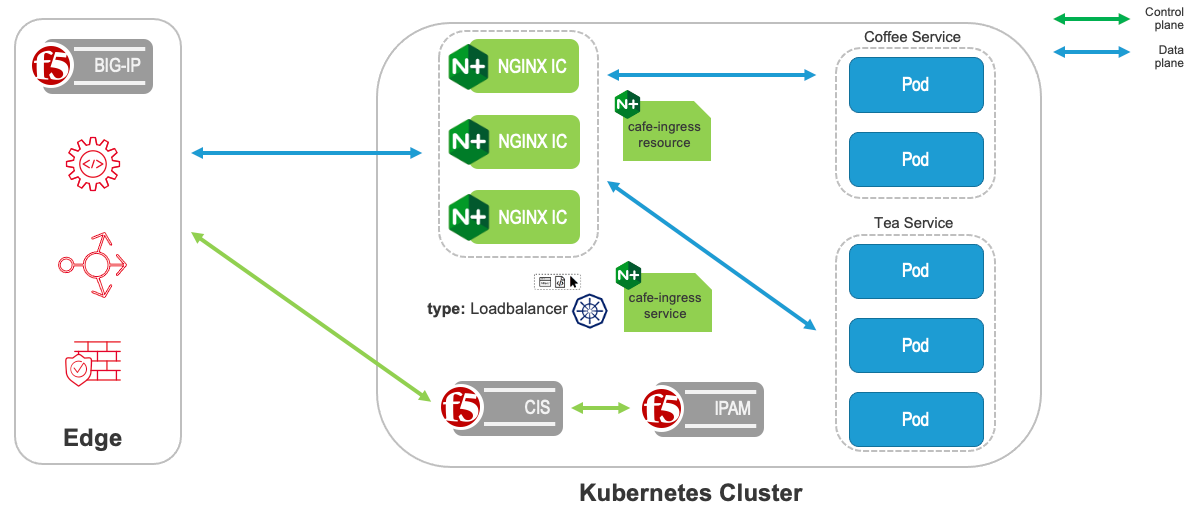 Control
plane
Data
plane
f5 BIG-IP
</>
Edge
N+ NGINX IC
N+ NGINX IC
N+ NGINX IC
N+
cafe-ingress
resource
Coffee Service
Pod
Pod
Tea Service
Pod
Pod
Pod
type: Loadbalancer
N+
cafe-ingress
service
f5 CIS
f5 IPAM
Kubernetes Cluster